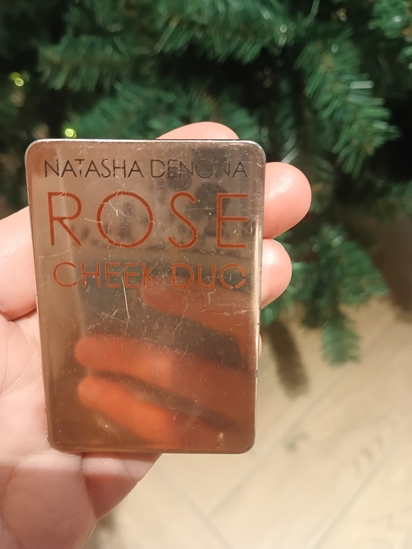 NATASHA DENONA
ROSE
CHEEK DUO